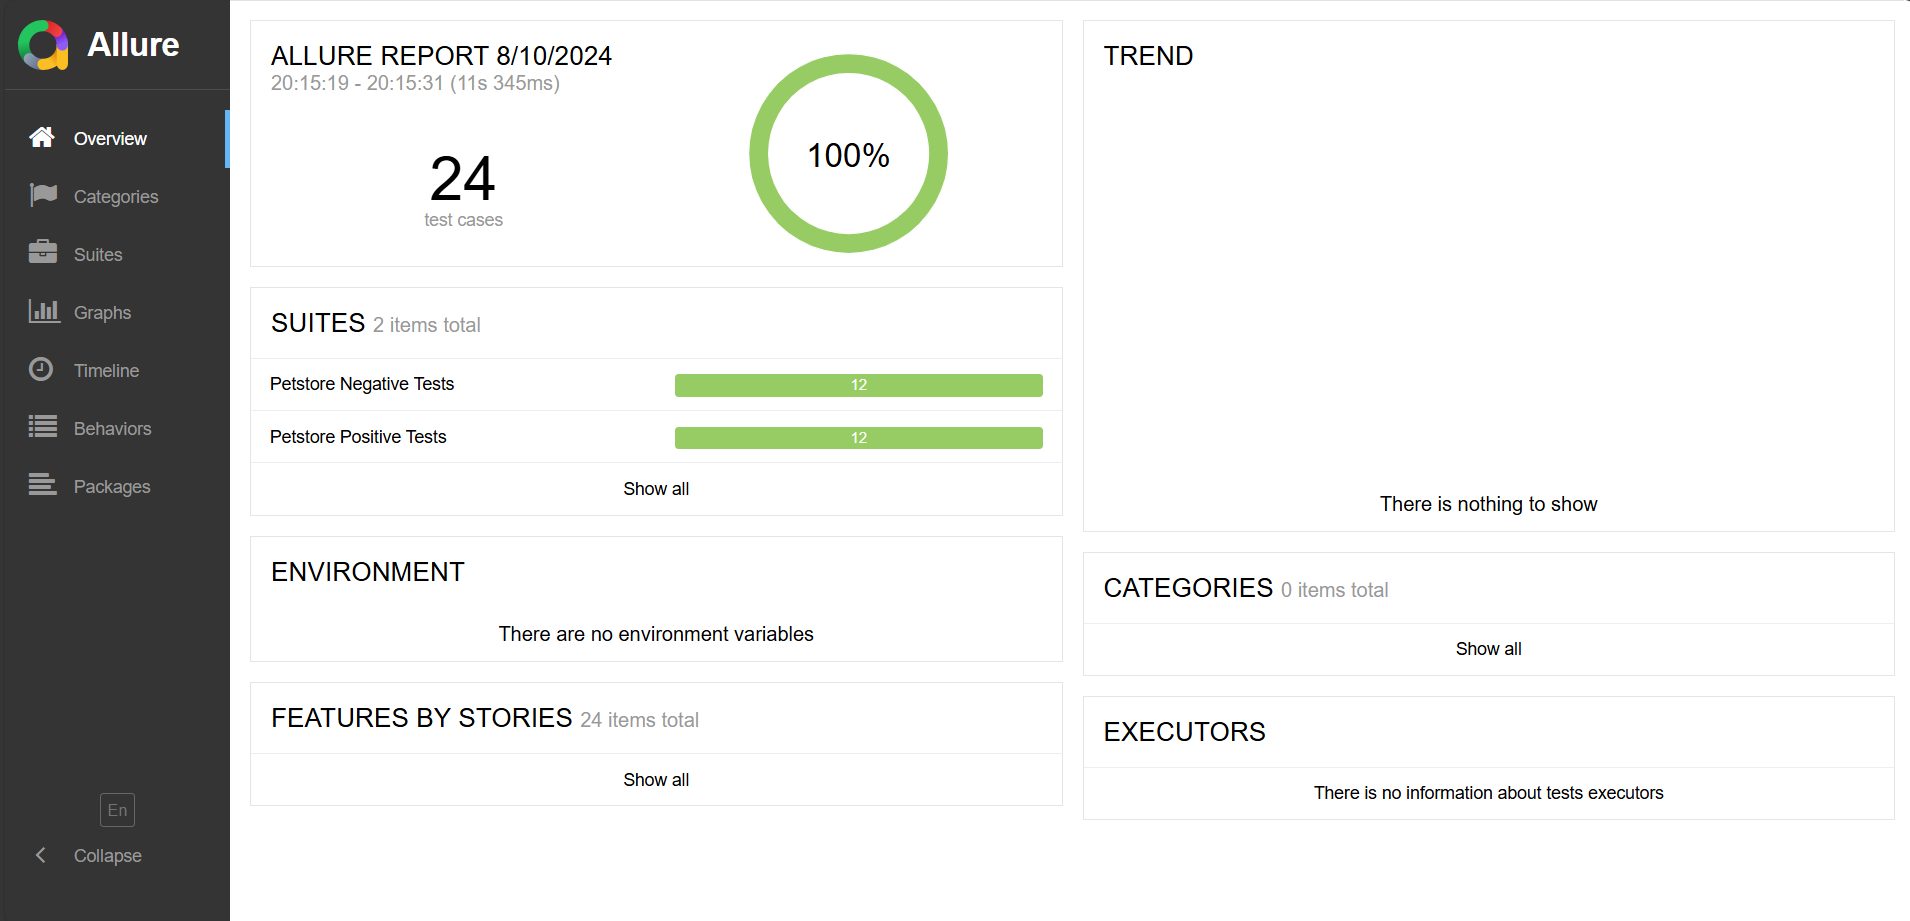 Allure
Overview
Categories
Suites
Graphs
Timeline
Behaviors
Packages
En
Collapse
ALLURE REPORT 8/10/2024
20:15:19 - 20:15:31 (11s 345ms)
24
test cases
100%
SUITES 2 items total
Petstore Negative Tests 12
Petstore Positive Tests 12
Show all
ENVIRONMENT
There are no environment variables
FEATURES BY STORIES 24 items total
Show all
TREND
There is nothing to show
CATEGORIES 0 items total
Show all
EXECUTORS
There is no information about tests executors